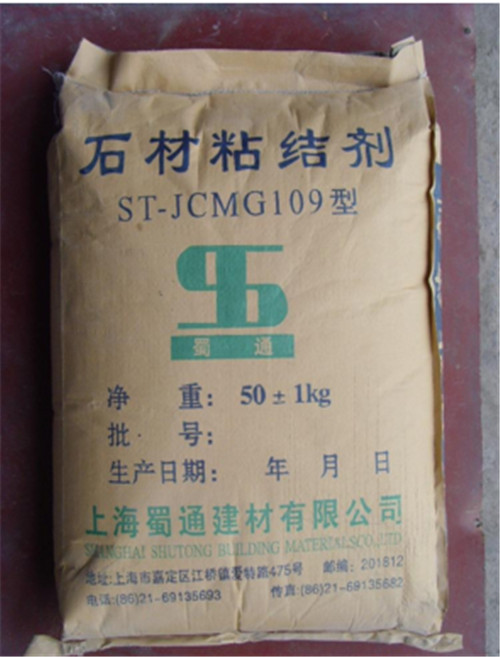 石材粘结剂
ST-JCMG109型
蜀通
净 重: 50±1kg
批 号:
生产日期: 年 月 日
上海蜀通建材有限公司
SHANGHAI SHUTONG BUILDING MATERIALSCO.,LTD
地址:上海市嘉定区江桥镇爱特路475号 邮编: 201812
电话:(86)21-69135693 传真:(86)21-69135682